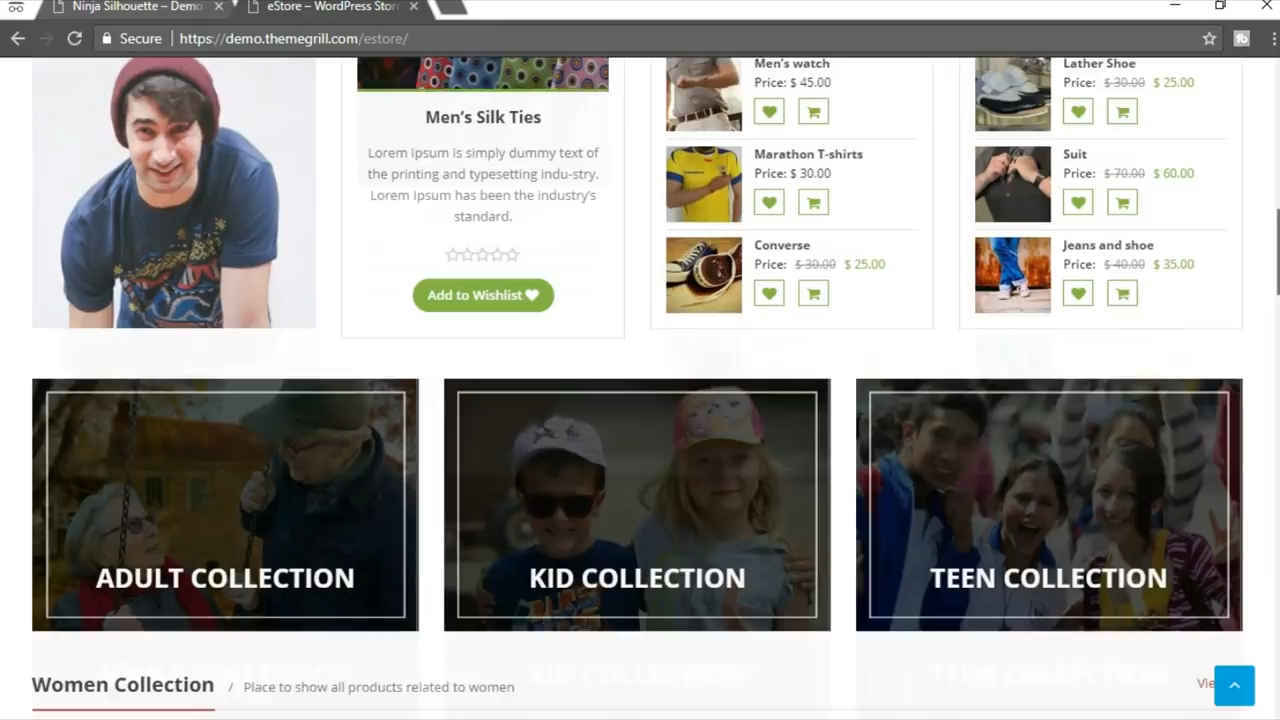 Ninja Silhouette – Demo
eStore – WordPress Stor
Secure
https://demo.themegrill.com/estore/
Men's Silk Ties
Lorem Ipsum is simply dummy text of
the printing and typesetting indu-stry.
Lorem Ipsum has been the industry's
standard.
Add to Wishlist
Men's watch
Price: $ 45.00
Marathon T-shirts
Price: $ 30.00
Converse
Price: $ 30.00 $ 25.00
Lather Shoe
Price: $ 30.00 $ 25.00
Suit
Price: $ 70.00 $ 60.00
Jeans and shoe
Price: $ 40.00 $ 35.00
ADULT COLLECTION
KID COLLECTION
TEEN COLLECTION
Women Collection / Place to show all products related to women
Vie